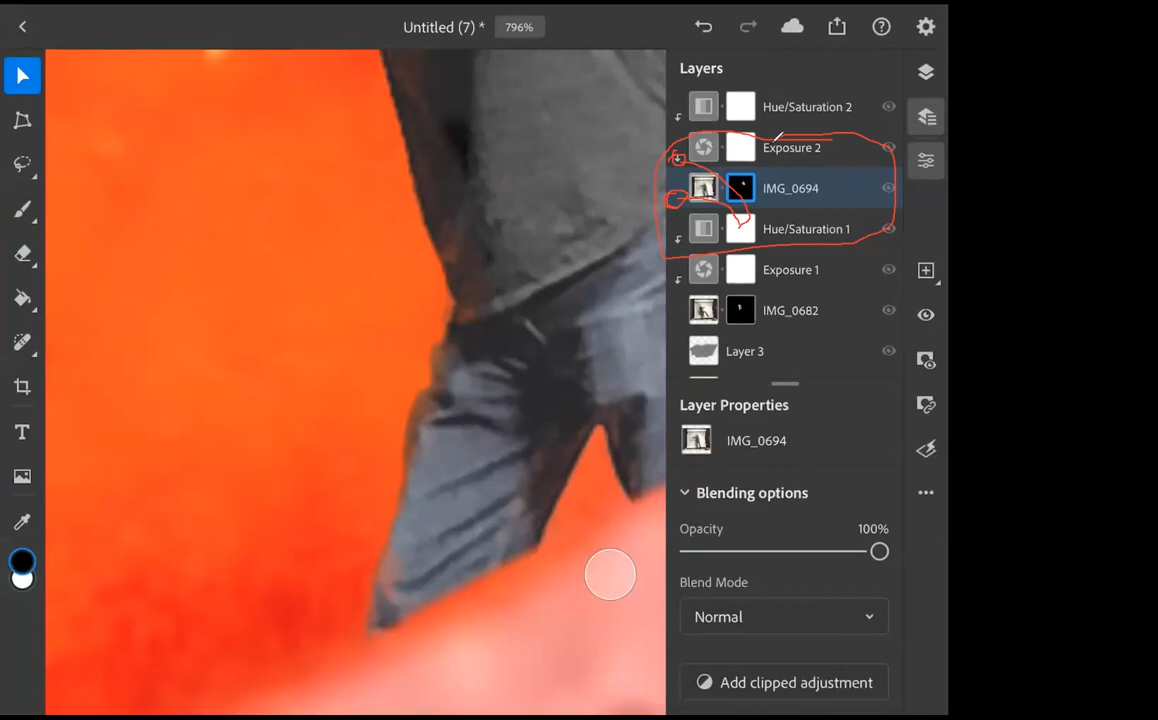 Untitled (7) * 796%
Layers
Hue/Saturation 2
Exposure 2
IMG_0694
Hue/Saturation 1
Exposure 1
IMG_0682
Layer 3
Layer Properties
IMG_0694
Blending options
Opacity 100%
Blend Mode
Normal
Add clipped adjustment